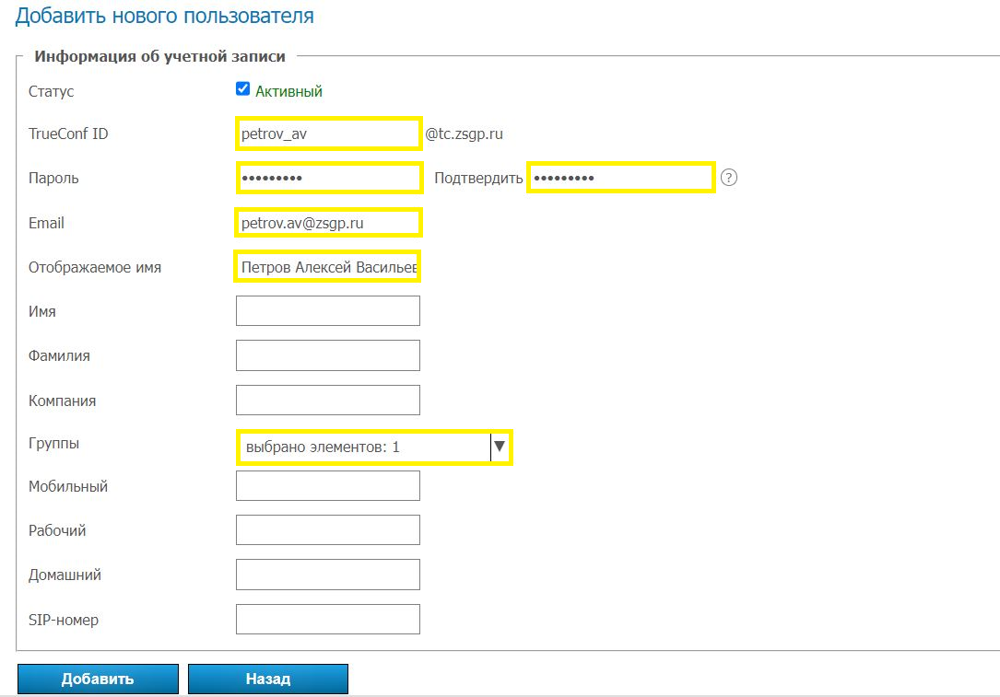 Добавить нового пользователя
Информация об учетной записи
Статус Активный
TrueConf ID petrov_av @tc.zsgp.ru
Пароль ••••••••• Подтвердить ••••••••• ?
Email petrov.av@zsgp.ru
Отображаемое имя Петров Алексей Васильев
Имя
Фамилия
Компания
Группы выбрано элементов: 1 ▼
Мобильный
Рабочий
Домашний
SIP-номер
Добавить Назад